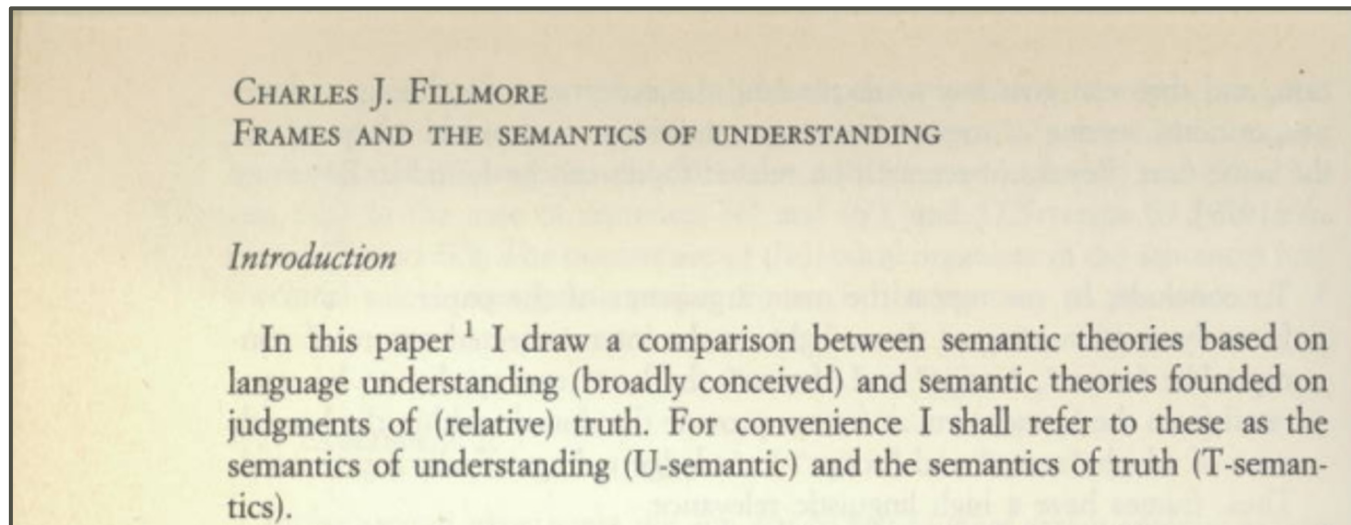 CHARLES J. FILLMORE
FRAMES AND THE SEMANTICS OF UNDERSTANDING
Introduction
In this paper ¹ I draw a comparison between semantic theories based on
language understanding (broadly conceived) and semantic theories founded on
judgments of (relative) truth. For convenience I shall refer to these as the
semantics of understanding (U-semantic) and the semantics of truth (T-seman-
tics).